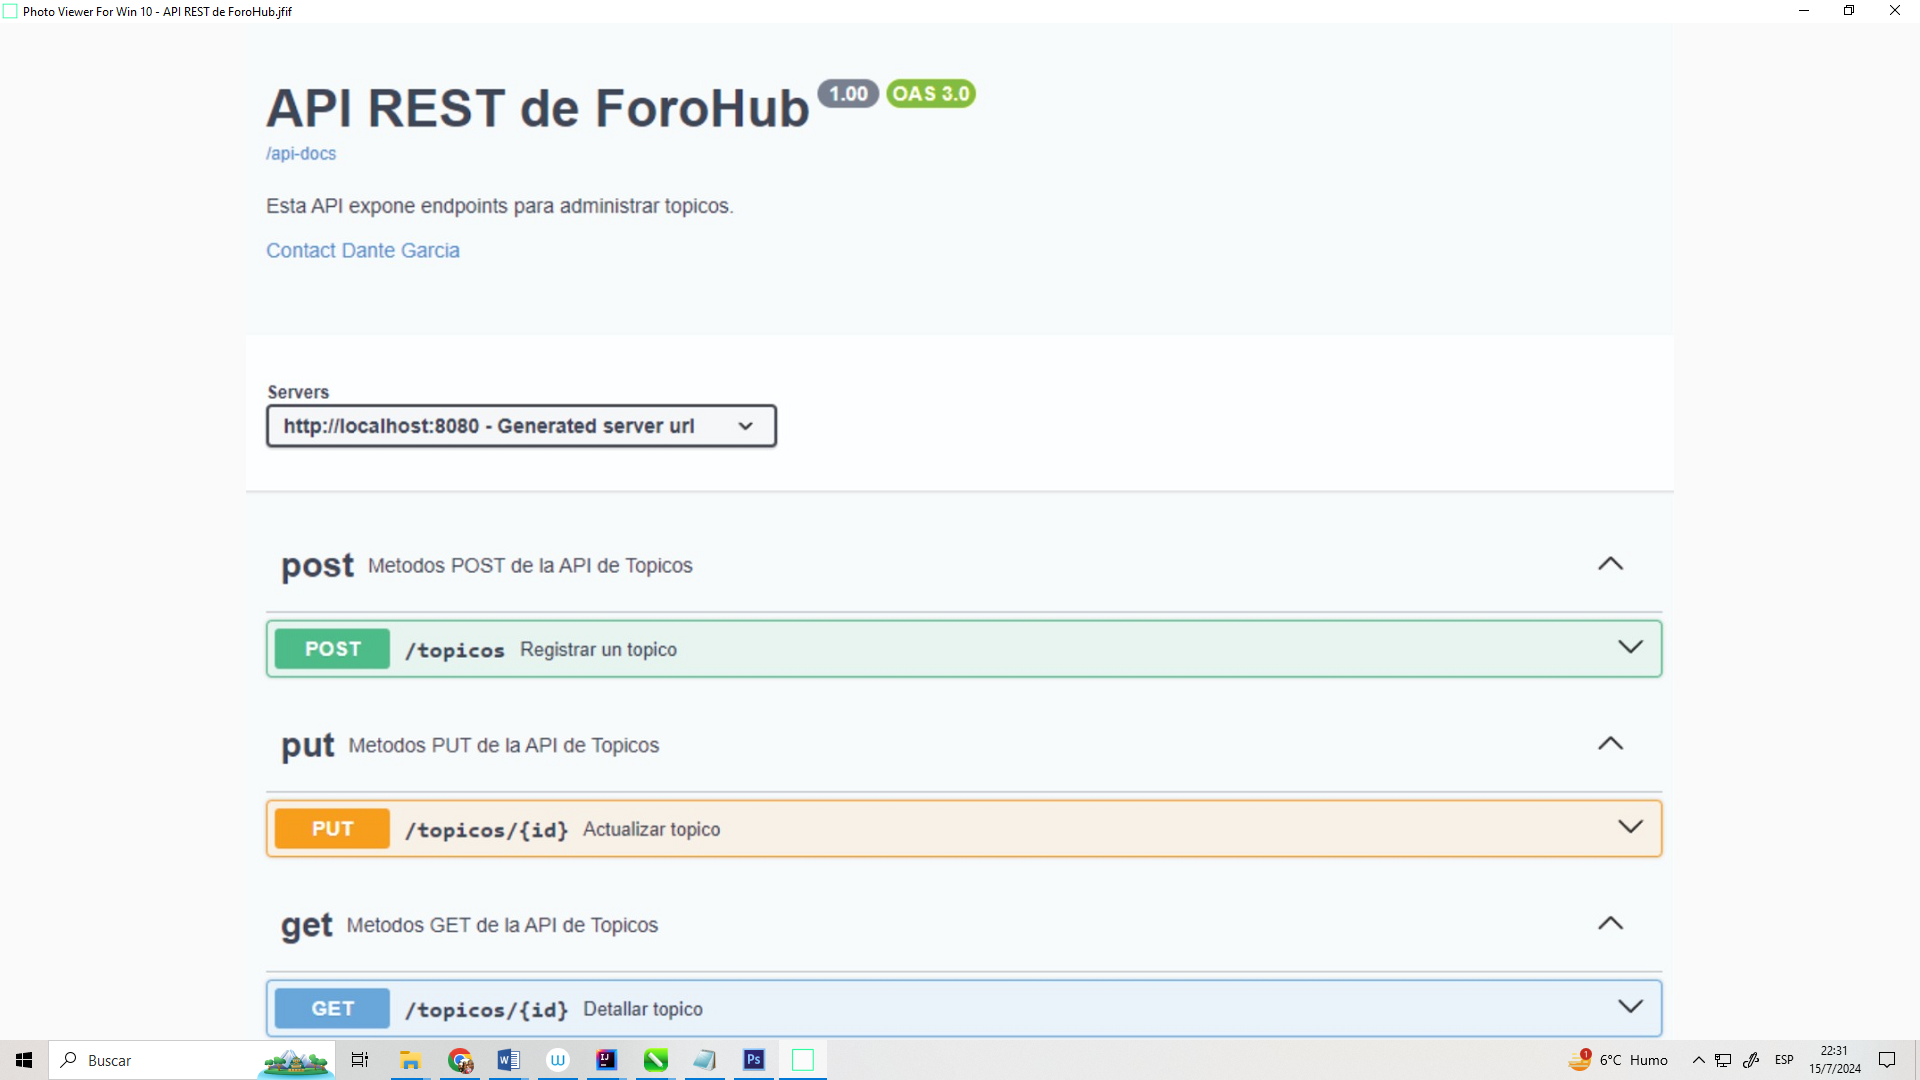 Photo Viewer For Win 10 - API REST de ForoHub.jfif
API REST de ForoHub 1.00 OAS 3.0
/api-docs
Esta API expone endpoints para administrar topicos.
Contact Dante Garcia
Servers
http://localhost:8080 - Generated server url
post Metodos POST de la API de Topicos
POST /topicos Registrar un topico
put Metodos PUT de la API de Topicos
PUT /topicos/{id} Actualizar topico
get Metodos GET de la API de Topicos
GET /topicos/{id} Detallar topico
Buscar
W
W
IJ
Ps
1
6°C Humo
ESP
22:31
15/7/2024